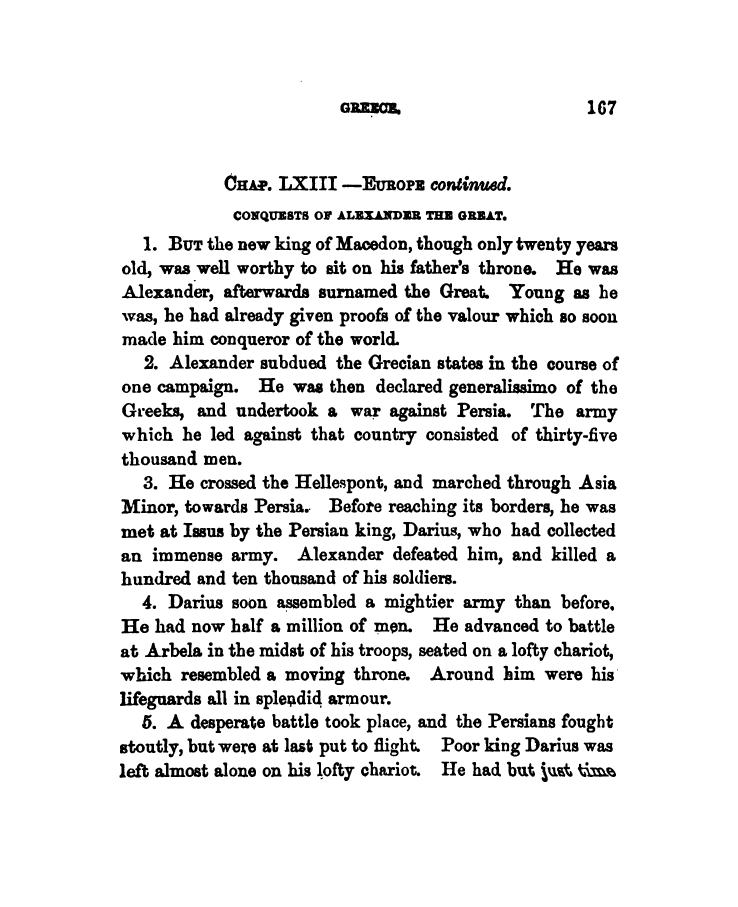 GREECE. 167
CHAP. LXIII —EUROPE continued.
CONQUESTS OF ALEXANDER THE GREAT.
1. BUT the new king of Macedon, though only twenty years
old, was well worthy to sit on his father's throne. He was
Alexander, afterwards surnamed the Great. Young as he
was, he had already given proofs of the valour which so soon
made him conqueror of the world.
2. Alexander subdued the Grecian states in the course of
one campaign. He was then declared generalissimo of the
Greeks, and undertook a war against Persia. The army
which he led against that country consisted of thirty-five
thousand men.
3. He crossed the Hellespont, and marched through Asia
Minor, towards Persia. Before reaching its borders, he was
met at Issus by the Persian king, Darius, who had collected
an immense army. Alexander defeated him, and killed a
hundred and ten thousand of his soldiers.
4. Darius soon assembled a mightier army than before.
He had now half a million of men. He advanced to battle
at Arbela in the midst of his troops, seated on a lofty chariot,
which resembled a moving throne. Around him were his
lifeguards all in splendid armour.
5. A desperate battle took place, and the Persians fought
stoutly, but were at last put to flight. Poor king Darius was
left almost alone on his lofty chariot. He had but just time